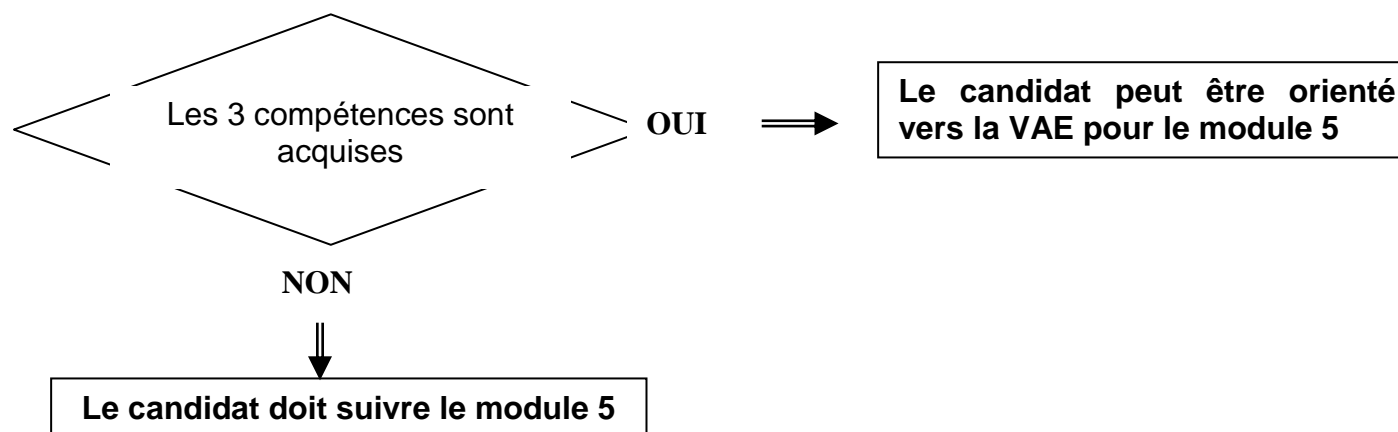 Les 3 compétences sont
acquises
OUI
Le candidat peut être orienté
vers la VAE pour le module 5
NON
Le candidat doit suivre le module 5